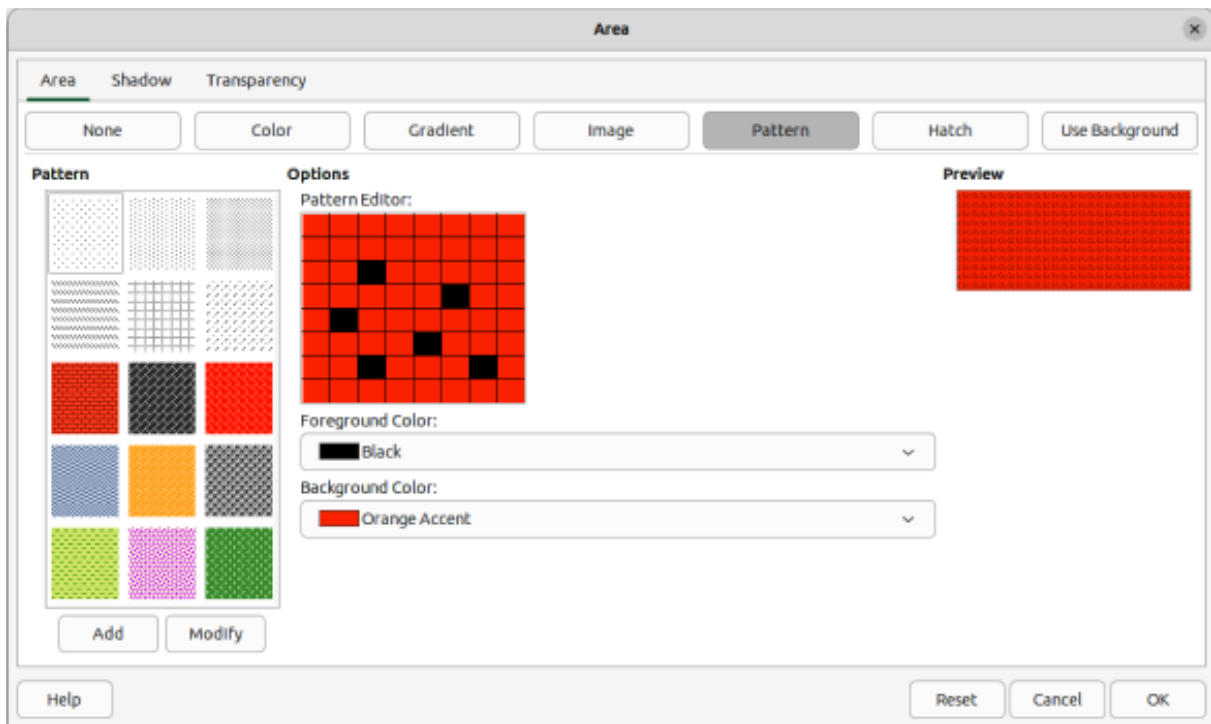 Area
Area Shadow Transparency
None Color Gradient Image Pattern Hatch Use Background
Pattern Options Preview
Pattern Editor:
Foreground Color:
Black
Background Color:
Orange Accent
Add Modify
Help Reset Cancel OK